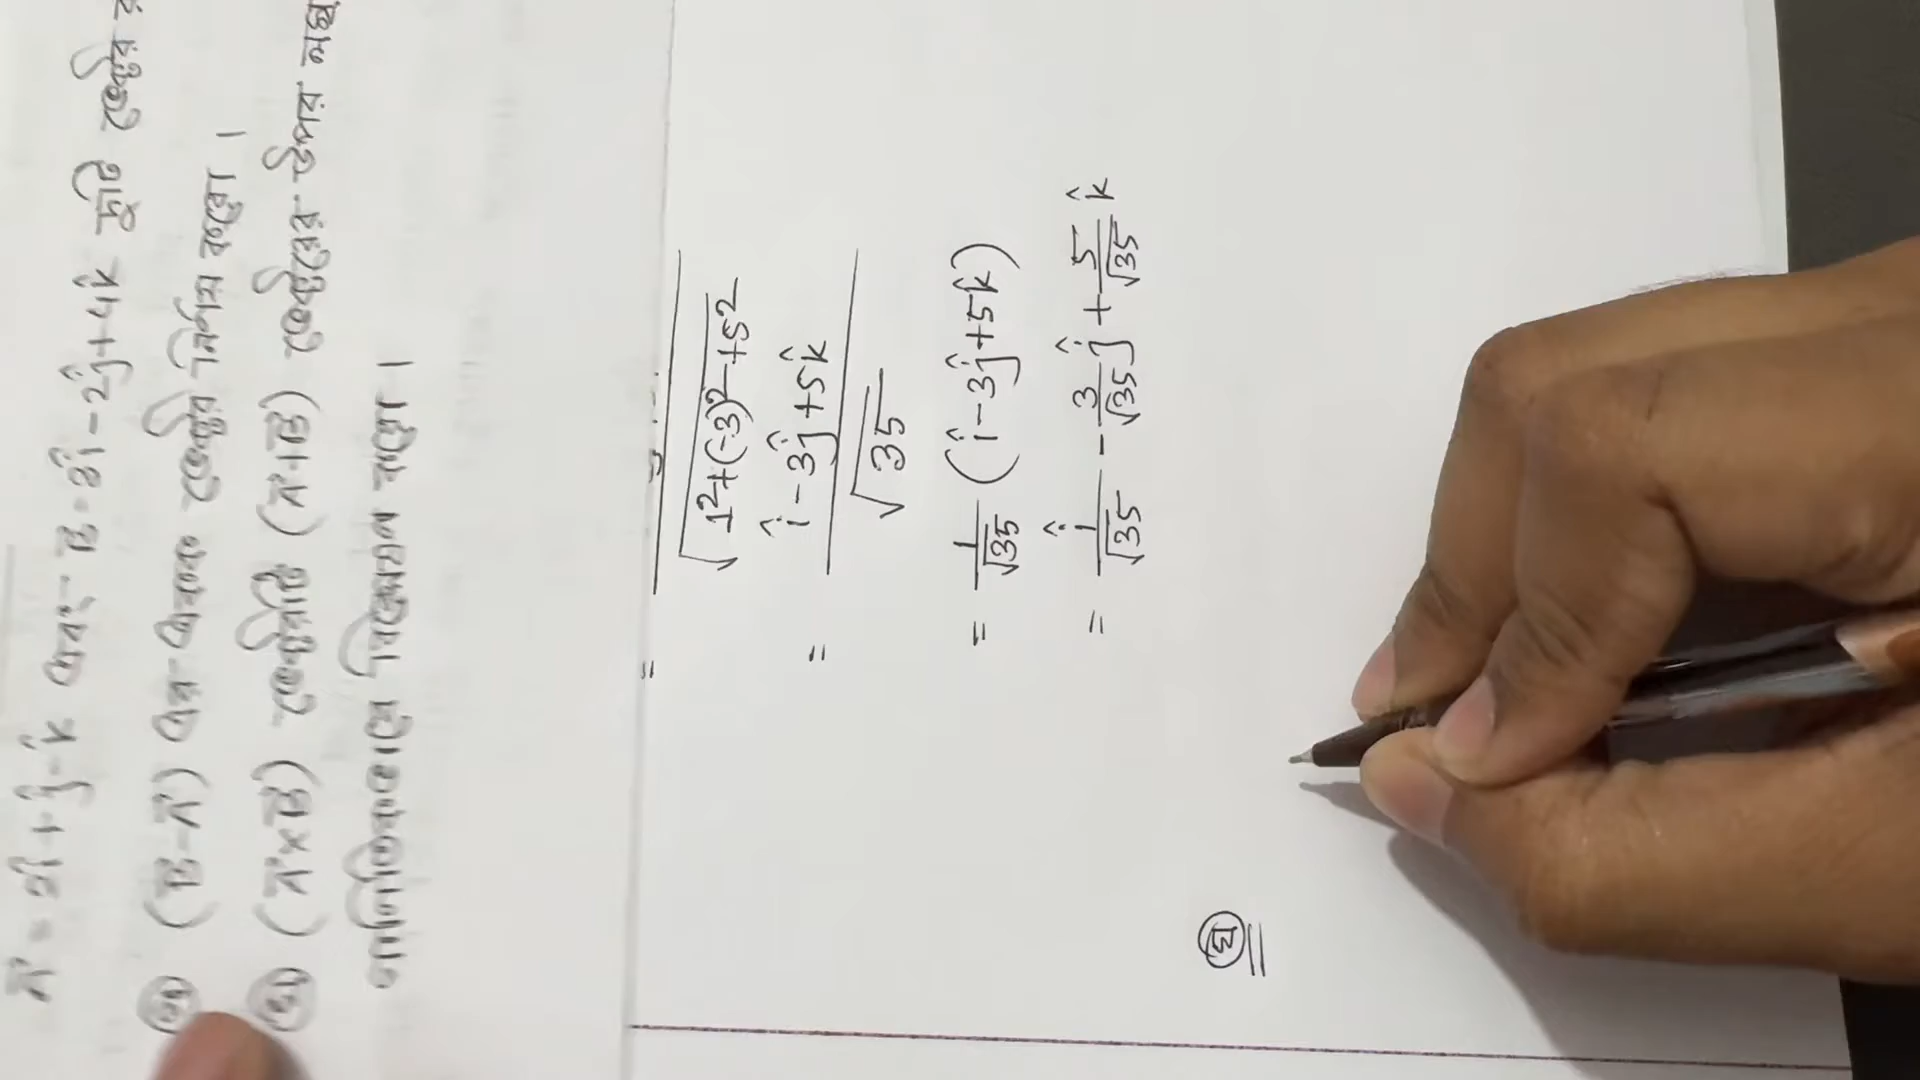 A⃗ = 2î + ĵ - k̂ এবং B⃗ = 3î - 2ĵ + 4k̂ দুটি ভেক্টর
গ (B⃗ - A⃗) এর একক ভেক্টর নির্ণয় করো।
ঘ (A⃗ × B⃗) ভেক্টরটি (A⃗ + B⃗) ভেক্টরের উপর লম্ব
গাণিতিকভাবে বিশ্লেষণ করো।
=
√1² + (-3)² + 5²
= î - 3ĵ + 5k̂
√35
= 1/√35 (î - 3ĵ + 5k̂)
= 1/√35 î - 3/√35 ĵ + 5/√35 k̂
ঘ